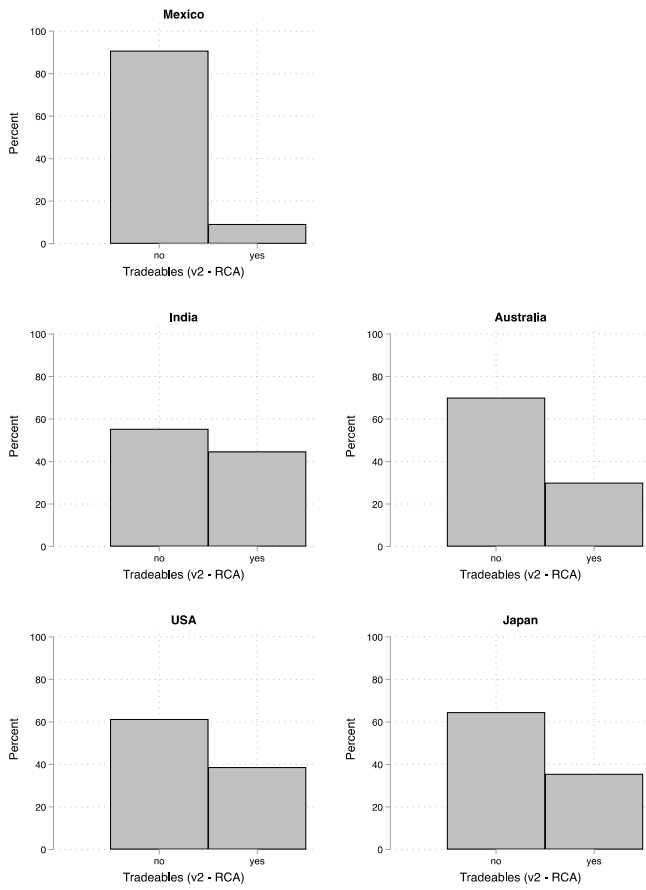 Mexico
100
80
60
40
20
0
Percent
no yes
Tradeables (v2 - RCA)
India
100
80
60
40
20
0
Percent
no yes
Tradeables (v2 - RCA)
Australia
100
80
60
40
20
0
Percent
no yes
Tradeables (v2 - RCA)
USA
100
80
60
40
20
0
Percent
no yes
Tradeables (v2 - RCA)
Japan
100
80
60
40
20
0
Percent
no yes
Tradeables (v2 - RCA)